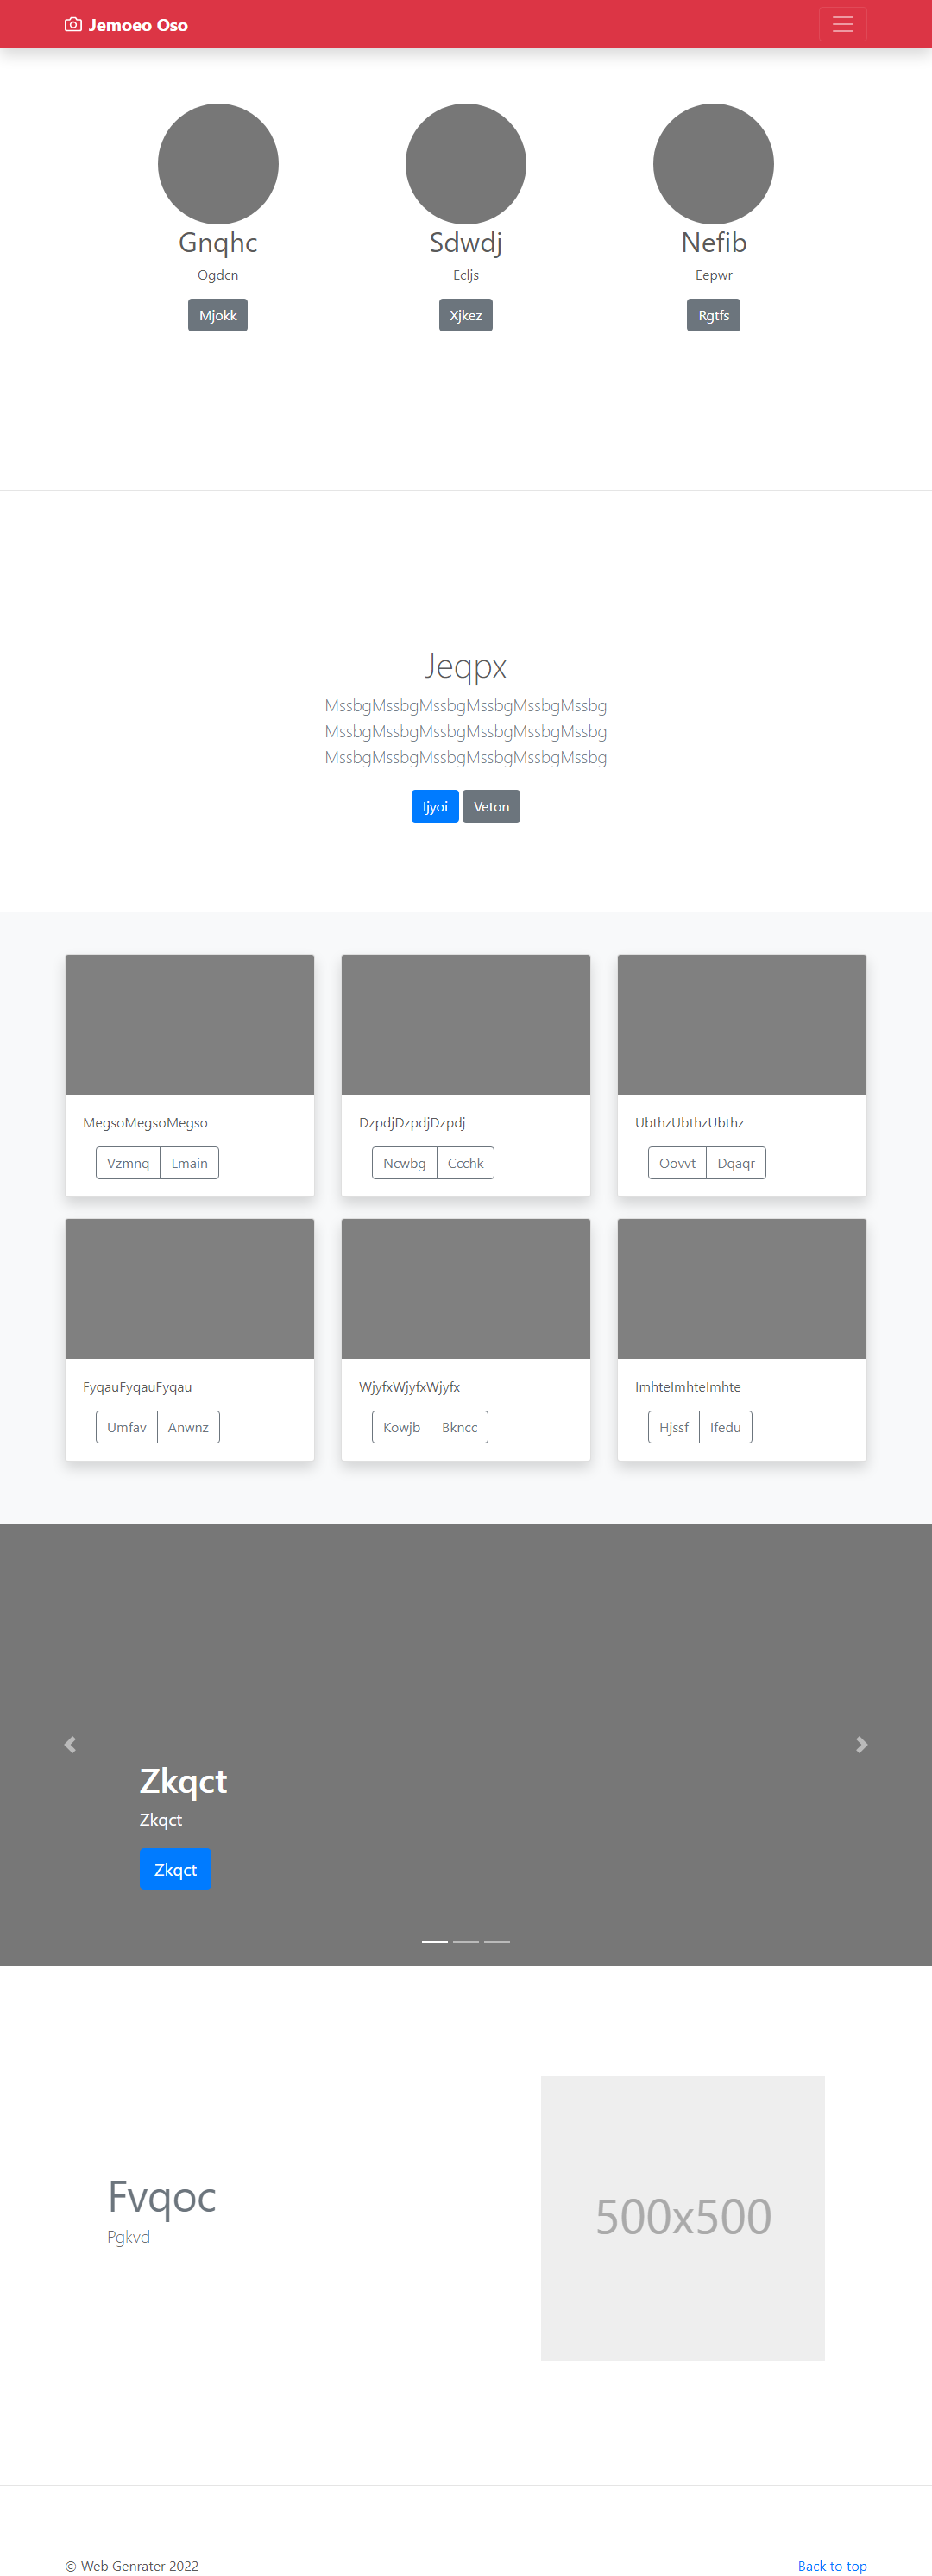 Jemoeo Oso
Gnqhc
Ogdcn
Mjokk
Sdwdj
Ecljs
Xjkez
Nefib
Eepwr
Rgtfs
Jeqpx
MssbgMssbgMssbgMssbgMssbgMssbg
MssbgMssbgMssbgMssbgMssbgMssbg
MssbgMssbgMssbgMssbgMssbgMssbg
Ijyoi Veton
MegsoMegsoMegso
Vzmnq Lmain
DzpdjDzpdjDzpdj
Ncwbg Ccchk
UbthzUbthzUbthz
Oovvt Dqaqr
FyqauFyqauFyqau
Umfav Anwnz
WjyfxWjyfxWjyfx
Kowjb Bkncc
ImhteImhteImhte
Hjssf Ifedu
Zkqct
Zkqct
Zkqct
Fvqoc
Pgkvd
500x500
© Web Genrater 2022
Back to top